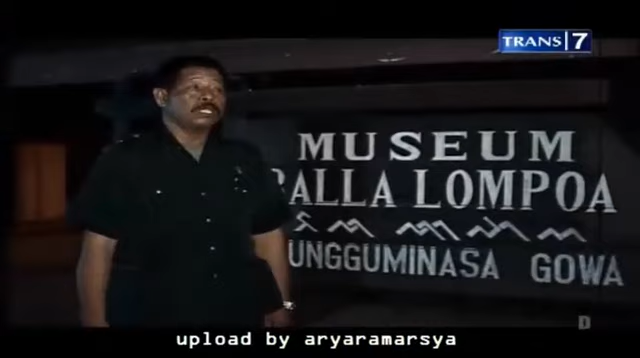 TRANS|7
MUSEUM
BALLA LOMPOA
UNGGUMINASA GOWA
D
upload by aryaramarsya